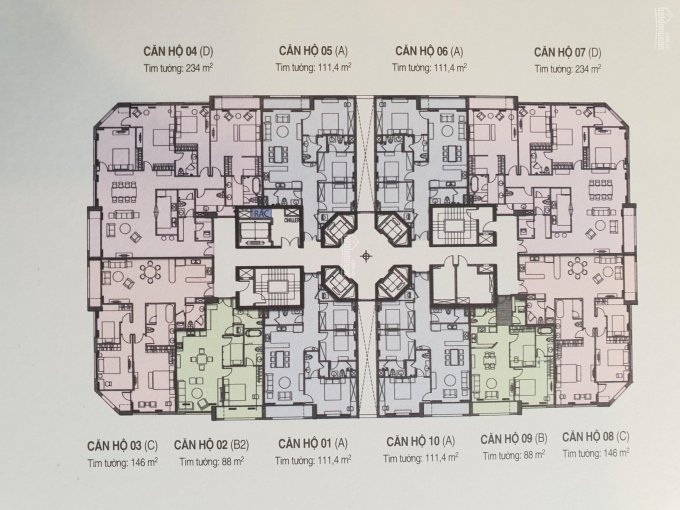 CĂN HỘ 04 (D)
Tim tường: 234 m²
CĂN HỘ 05 (A)
Tim tường: 111,4 m²
CĂN HỘ 06 (A)
Tim tường: 111,4 m²
CĂN HỘ 07 (D)
Tim tường: 234 m²
RÁC
CHILLER
CĂN HỘ 03 (C)
Tim tường: 146 m²
CĂN HỘ 02 (B2)
Tim tường: 88 m²
CĂN HỘ 01 (A)
Tim tường: 111,4 m²
CĂN HỘ 10 (A)
Tim tường: 111,4 m²
CĂN HỘ 09 (B)
Tim tường: 88 m²
CĂN HỘ 08 (C)
Tim tường: 146 m²